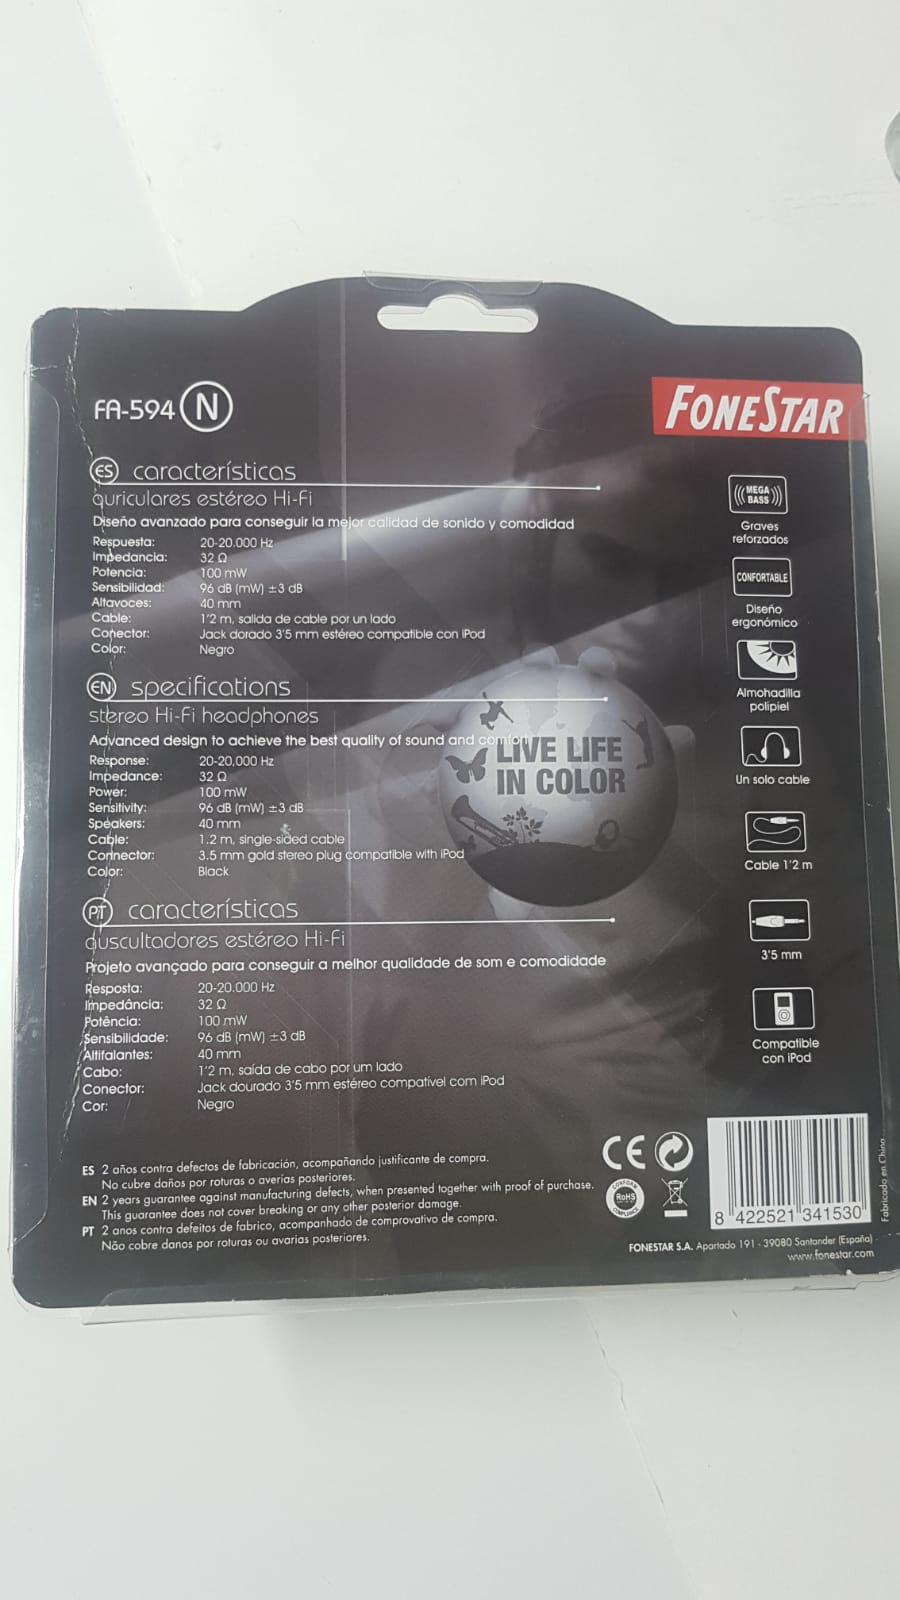 FA-594 N
FONESTAR
ES características
auriculares estéreo Hi-Fi
Diseño avanzado para conseguir la mejor calidad de sonido y comodidad
Respuesta: 20-20.000 Hz
Impedancia: 32 Ω
Potencia: 100 mW
Sensibilidad: 96 dB (mW) ±3 dB
Altavoces: 40 mm
Cable: 1'2 m, salida de cable por un lado
Conector: Jack dorado 3'5 mm estéreo compatible con iPod
Color: Negro
EN specifications
stereo Hi-Fi headphones
Advanced design to achieve the best quality of sound and comfort
Response: 20-20,000 Hz
Impedance: 32 Ω
Power: 100 mW
Sensitivity: 96 dB (mW) ±3 dB
Speakers: 40 mm
Cable: 1.2 m, single-sided cable
Connector: 3.5 mm gold stereo plug compatible with iPod
Color: Black
LIVE LIFE
IN COLOR
PT características
auscultadores estéreo Hi-Fi
Projeto avançado para conseguir a melhor qualidade de som e comodidade
Resposta: 20-20.000 Hz
Impedância: 32 Ω
Potência: 100 mW
Sensibilidade: 96 dB (mW) ±3 dB
Altifalantes: 40 mm
Cabo: 1'2 m, saída de cabo por um lado
Conector: Jack dourado 3'5 mm estéreo compatível com iPod
Cor: Negro
MEGA
BASS
Graves
reforzados
CONFORTABLE
Diseño
ergonómico
Almohadilla
polipiel
Un solo cable
Cable 1'2 m
3'5 mm
Compatible
con iPod
ES 2 años contra defectos de fabricación, acompañando justificante de compra.
No cubre daños por roturas o averias posteriores.
EN 2 years guarantee against manufacturing defects, when presented together with proof of purchase.
This guarantee does not cover breaking or any other posterior damage.
PT 2 anos contra defeitos de fabrico, acompanhado de comprovativo de compra.
Não cobre danos por roturas ou avarias posteriores.
CE
CONFORM
RoHS
COMPLIANCE
8 422521 341530
Fabricado en China
FONESTAR S.A. Apartado 191 - 39080 Santander (España)
www.fonestar.com